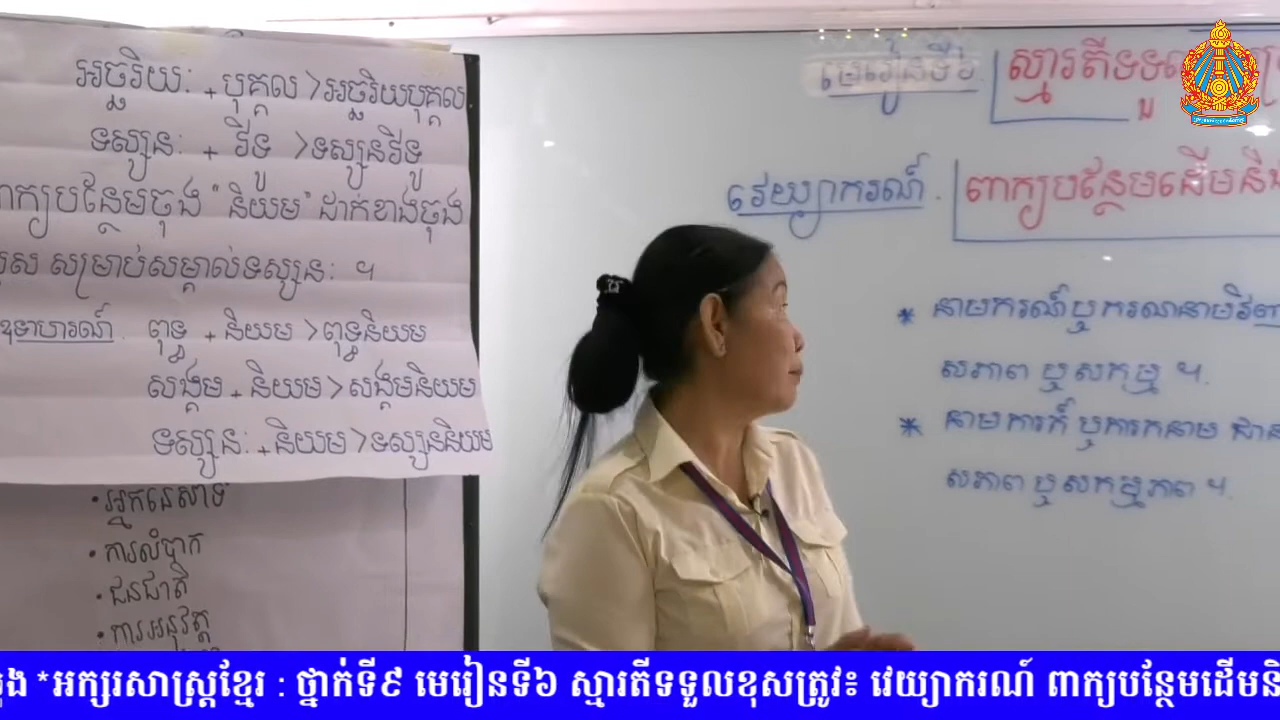 អច្ឆរិយៈ + បុគ្គល > អច្ឆរិយបុគ្គល
ទស្សនៈ + វិទូ > ទស្សនវិទូ
ពាក្យបន្ថែមចុង "និយម" ដាក់ខាងចុង
សម្រាប់សម្គាល់ទស្សនៈ ។
ឧទាហរណ៍. ពុទ្ធ + និយម > ពុទ្ធនិយម
សង្គម + និយម > សង្គមនិយម
ទស្សនៈ + និយម > ទស្សននិយម
• អ្នកនេសាទ
• ការលំបាក
• ជនជាតិ
• ការអនុវត្ត
មេរៀនទី៦ ស្មារតីទទួល
វេយ្យាករណ៍. ពាក្យបន្ថែមដើមនិង
* នាមករណ៍ ឬ ករណនាម
សភាព ឬ សកម្ម ។
* នាមការក៍ ឬ ការកនាម ជានាម
សភាព ឬ សកម្មភាព ។
*អក្សរសាស្ត្រខ្មែរ : ថ្នាក់ទី៩ មេរៀនទី៦ ស្មារតីទទួលខុសត្រូវ៖ វេយ្យាករណ៍ ពាក្យបន្ថែមដើមនិ